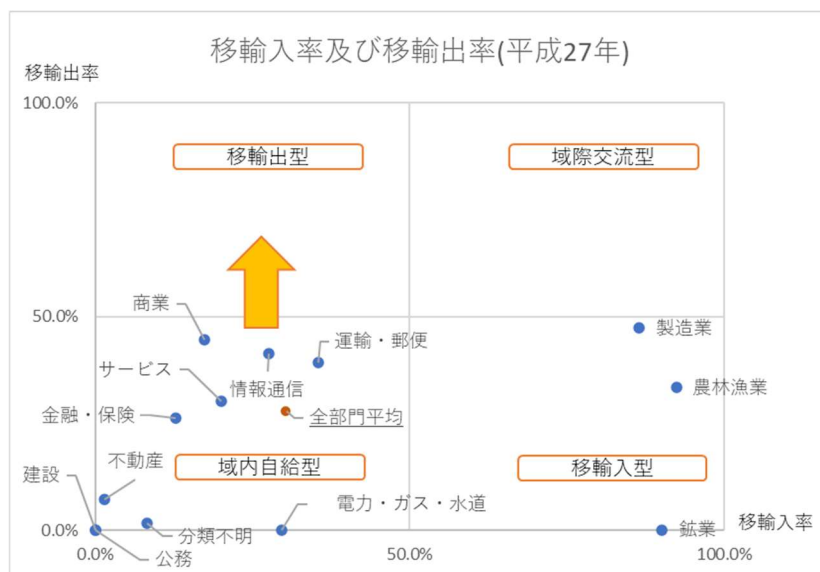 移輸入率及び移輸出率(平成27年)
移輸出率
100.0%
移輸出型
域際交流型
商業
50.0%
運輸・郵便
製造業
サービス
情報通信
農林漁業
金融・保険
全部門平均
不動産
域内自給型
移輸入型
建設
電力・ガス・水道
分類不明
鉱業
移輸入率
0.0%
公務
0.0%
50.0%
100.0%